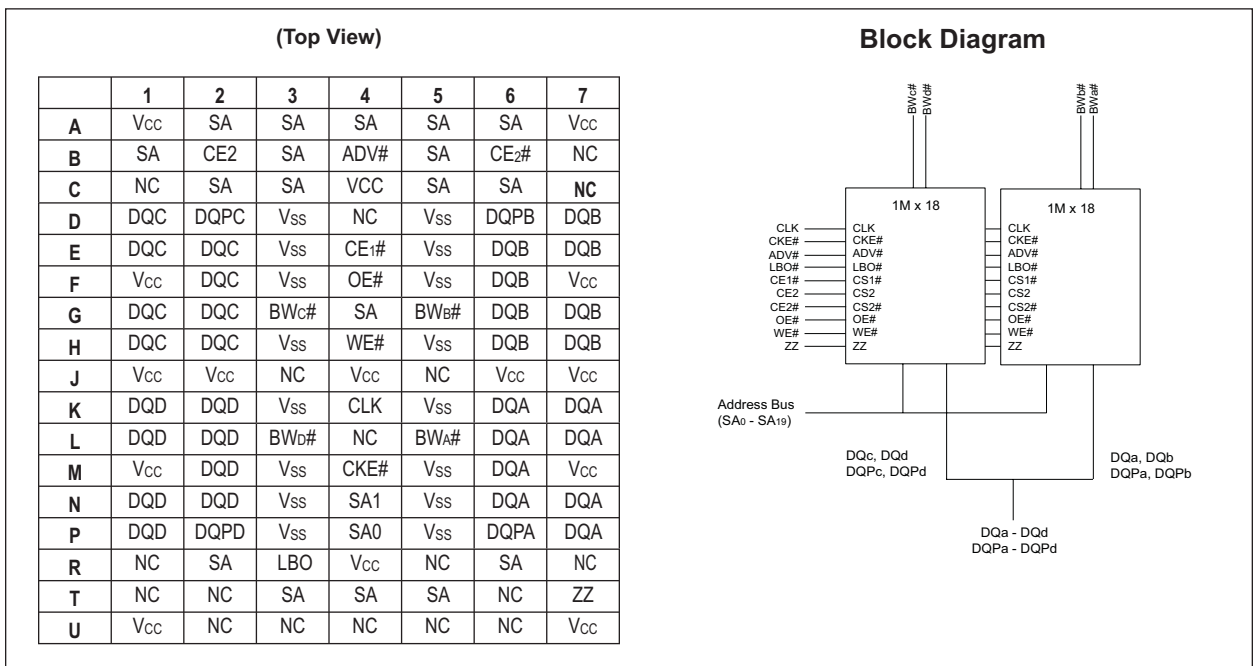 (Top View)
1 2 3 4 5 6 7
A Vcc SA SA SA SA SA Vcc
B SA CE2 SA ADV# SA CE2# NC
C NC SA SA VCC SA SA NC
D DQC DQPC Vss NC Vss DQPB DQB
E DQC DQC Vss CE1# Vss DQB DQB
F Vcc DQC Vss OE# Vss DQB Vcc
G DQC DQC BWc# SA BWB# DQB DQB
H DQC DQC Vss WE# Vss DQB DQB
J Vcc Vcc NC Vcc NC Vcc Vcc
K DQD DQD Vss CLK Vss DQA DQA
L DQD DQD BWD# NC BWA# DQA DQA
M Vcc DQD Vss CKE# Vss DQA Vcc
N DQD DQD Vss SA1 Vss DQA DQA
P DQD DQPD Vss SA0 Vss DQPA DQA
R NC SA LBO Vcc NC SA NC
T NC NC SA SA SA NC ZZ
U Vcc NC NC NC NC NC Vcc
Block Diagram
BWc#
BWd#
BWb#
BWa#
1M x 18
1M x 18
CLK CLK CLK
CKE# CKE# CKE#
ADV# ADV# ADV#
LBO# LBO# LBO#
CE1# CS1# CS1#
CE2 CS2 CS2
CE2# CS2# CS2#
OE# OE# OE#
WE# WE# WE#
ZZ ZZ ZZ
Address Bus
(SA0 - SA19)
DQc, DQd
DQPc, DQPd
DQa, DQb
DQPa, DQPb
DQa - DQd
DQPa - DQPd